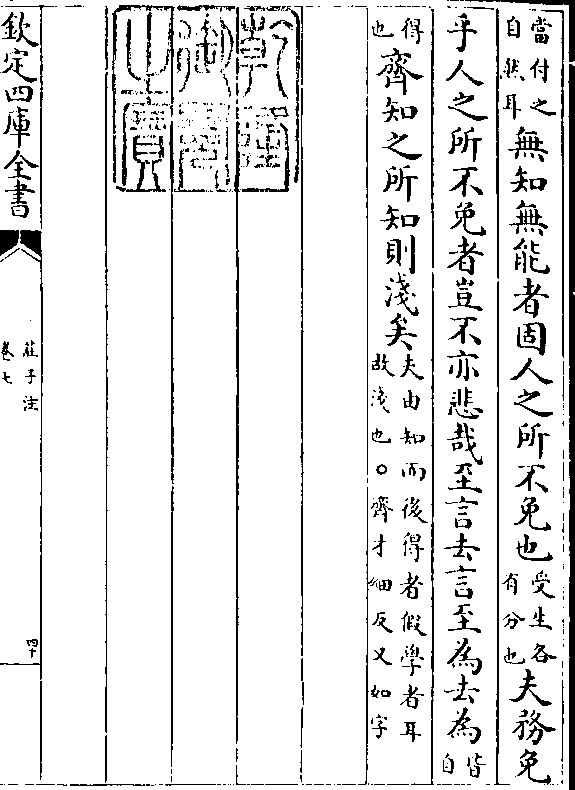 當付之自然耳無知無能者固人之所不免也受生各有分也夫務免
乎人之所不免者豈不亦悲哉至言去言至為去為皆自
得也齊知之所知則淺矣夫由知而後得者假學者耳故淺也○齊才細反又如字
乾隆御覽之寶
欽定四庫全書
莊子注
卷七
四十